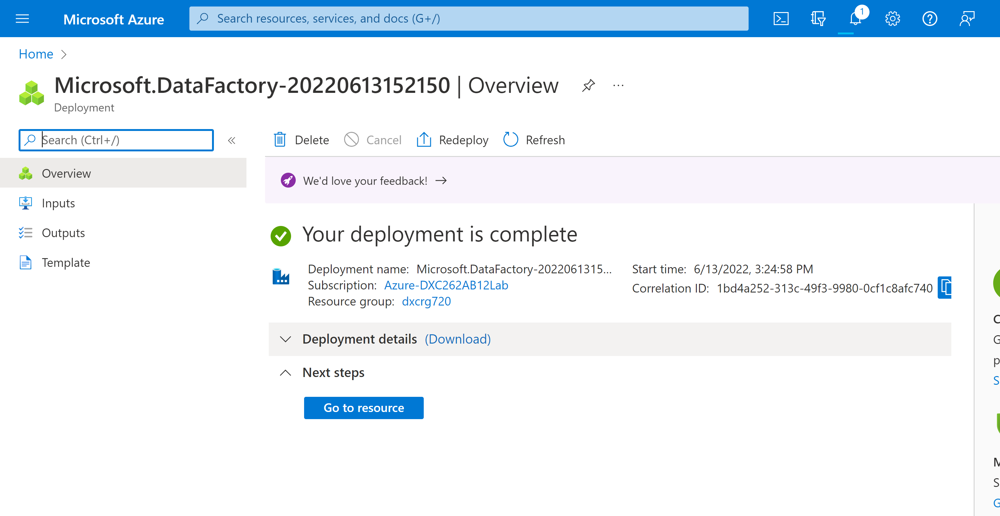 Microsoft Azure
Search resources, services, and docs (G+/)
1
Home
Microsoft.DataFactory-20220613152150 | Overview
Deployment
Search (Ctrl+/)
Delete
Cancel
Redeploy
Refresh
Overview
Inputs
Outputs
Template
We'd love your feedback!
Your deployment is complete
Deployment name: Microsoft.DataFactory-2022061315...
Subscription: Azure-DXC262AB12Lab
Resource group: dxcrg720
Start time: 6/13/2022, 3:24:58 PM
Correlation ID: 1bd4a252-313c-49f3-9980-0cf1c8afc740
Deployment details (Download)
Next steps
Go to resource